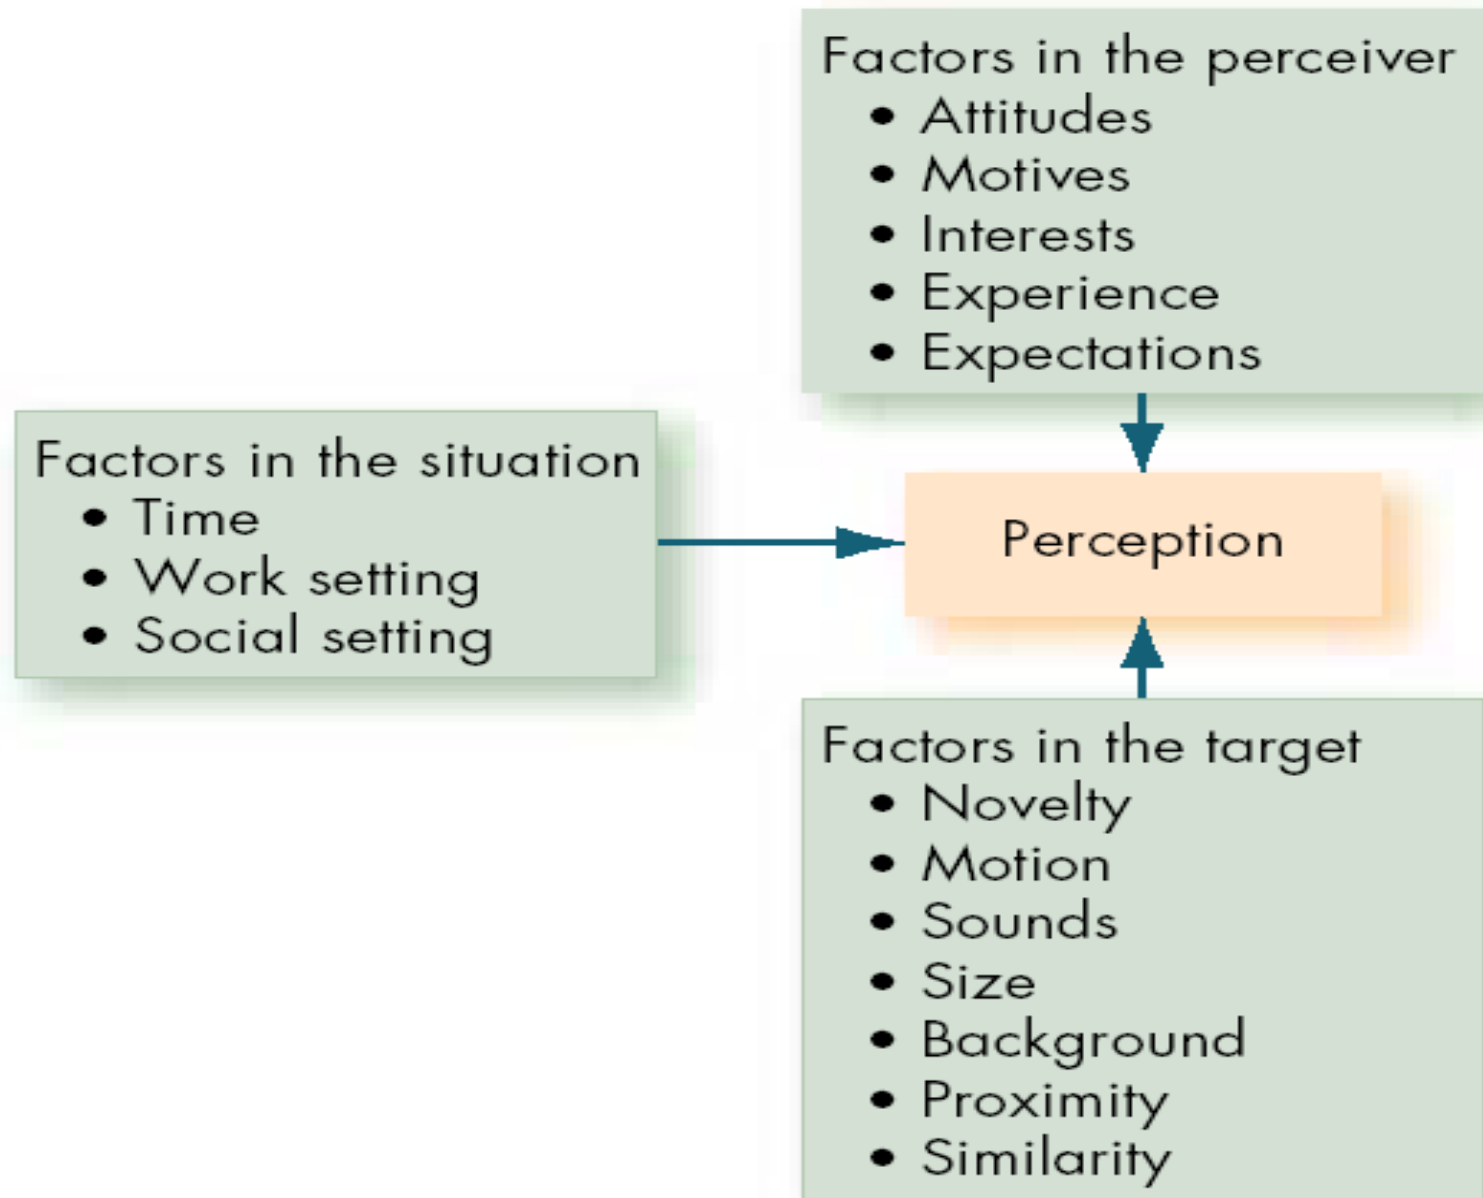 Factors in the perceiver
• Attitudes
• Motives
• Interests
• Experience
• Expectations
Factors in the situation
• Time
• Work setting
• Social setting
Perception
Factors in the target
• Novelty
• Motion
• Sounds
• Size
• Background
• Proximity
• Similarity